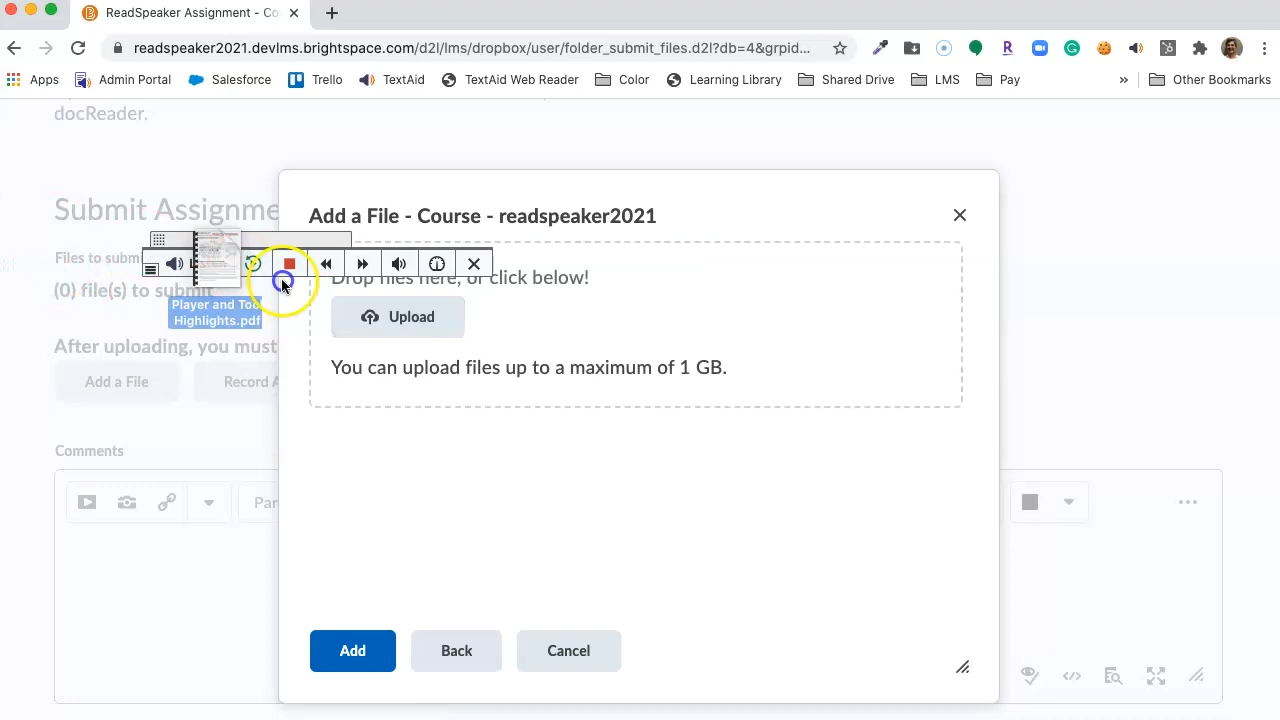 ReadSpeaker Assignment - Co
readspeaker2021.devlms.brightspace.com/d2l/lms/dropbox/user/folder_submit_files.d2l?db=4&grpid...
Apps Admin Portal Salesforce Trello TextAid TextAid Web Reader Color Learning Library Shared Drive LMS Pay » Other Bookmarks
docReader.
Submit Assignme
Add a File - Course - readspeaker2021
Files to subm
(0) file(s) to submit
Drop files here, or click below!
Player and Too
Highlights.pdf
Upload
After uploading, you must
You can upload files up to a maximum of 1 GB.
Add a File
Record A
Comments
Par
Add
Back
Cancel